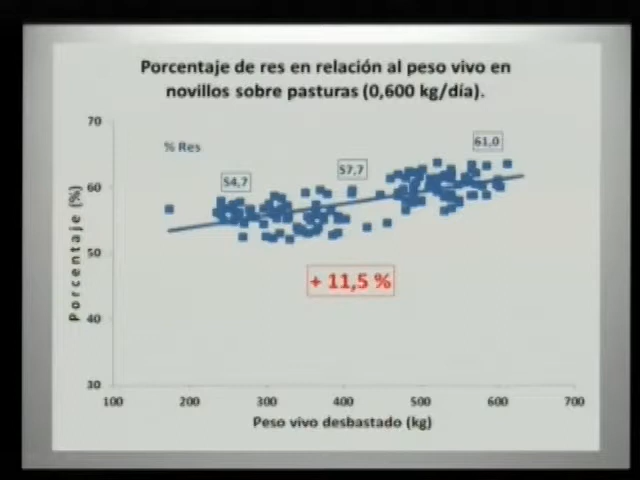 Porcentaje de res en relación al peso vivo en
novillos sobre pasturas (0,600 kg/día).
70
% Res
61,0
57,7
54,7
60
50
+ 11,5 %
40
30
Porcentaje (%)
100 200 300 400 500 600 700
Peso vivo desbastado (kg)